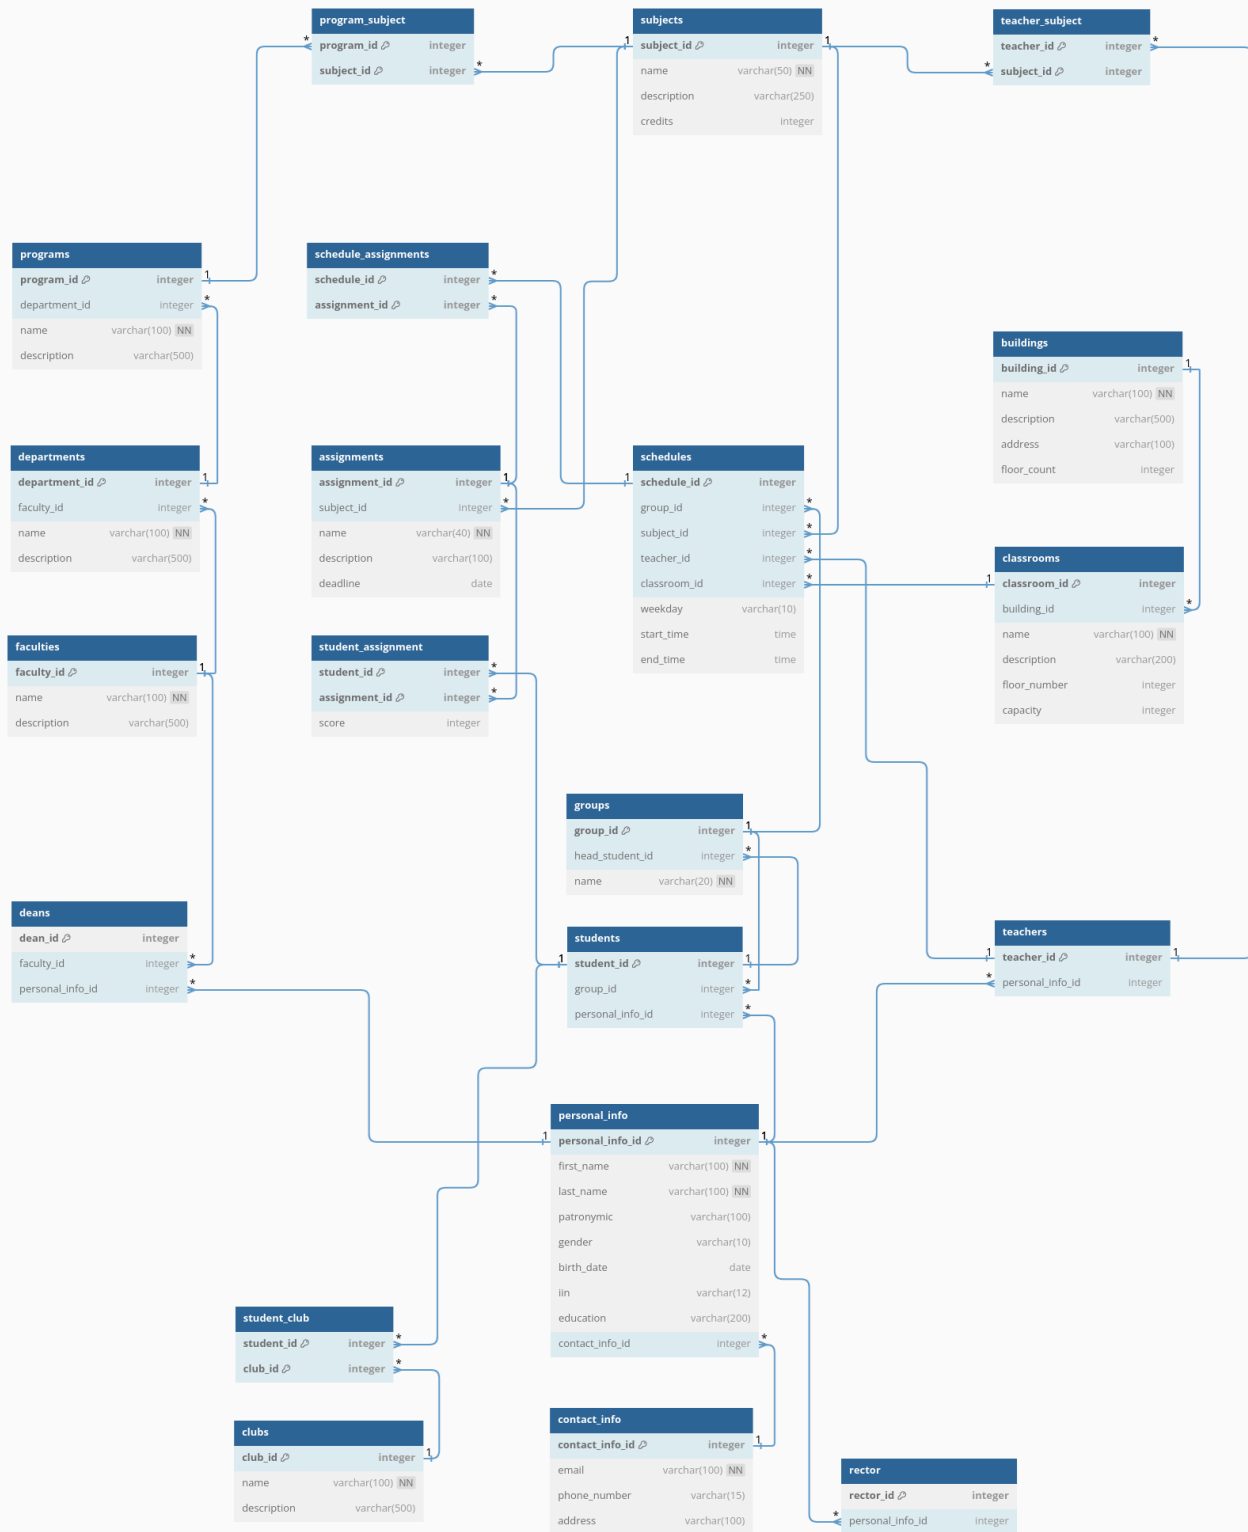 program_subject
program_id integer
subject_id integer
subjects
subject_id integer
name varchar(50) NN
description varchar(250)
credits integer
teacher_subject
teacher_id integer
subject_id integer
programs
program_id integer
department_id integer
name varchar(100) NN
description varchar(500)
schedule_assignments
schedule_id integer
assignment_id integer
buildings
building_id integer
name varchar(100) NN
description varchar(500)
address varchar(100)
floor_count integer
departments
department_id integer
faculty_id integer
name varchar(100) NN
description varchar(500)
assignments
assignment_id integer
subject_id integer
name varchar(40) NN
description varchar(100)
deadline date
schedules
schedule_id integer
group_id integer
subject_id integer
teacher_id integer
classroom_id integer
weekday varchar(10)
start_time time
end_time time
classrooms
classroom_id integer
building_id integer
name varchar(100) NN
description varchar(200)
floor_number integer
capacity integer
faculties
faculty_id integer
name varchar(100) NN
description varchar(500)
student_assignment
student_id integer
assignment_id integer
score integer
groups
group_id integer
head_student_id integer
name varchar(20) NN
deans
dean_id integer
faculty_id integer
personal_info_id integer
students
student_id integer
group_id integer
personal_info_id integer
teachers
teacher_id integer
personal_info_id integer
personal_info
personal_info_id integer
first_name varchar(100) NN
last_name varchar(100) NN
patronymic varchar(100)
gender varchar(10)
birth_date date
iin varchar(12)
education varchar(200)
contact_info_id integer
student_club
student_id integer
club_id integer
clubs
club_id integer
name varchar(100) NN
description varchar(500)
contact_info
contact_info_id integer
email varchar(100) NN
phone_number varchar(15)
address varchar(100)
rector
rector_id integer
personal_info_id integer